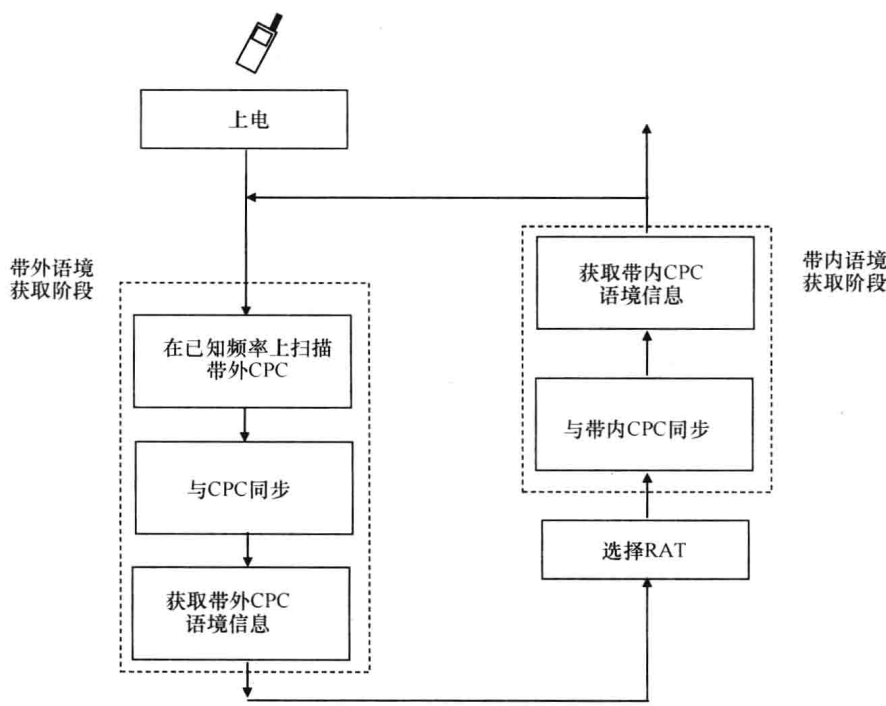 上电
带外语境
获取阶段
在已知频率上扫描
带外CPC
与CPC同步
获取带外CPC
语境信息
带内语境
获取阶段
获取带内CPC
语境信息
与带内CPC同步
选择RAT